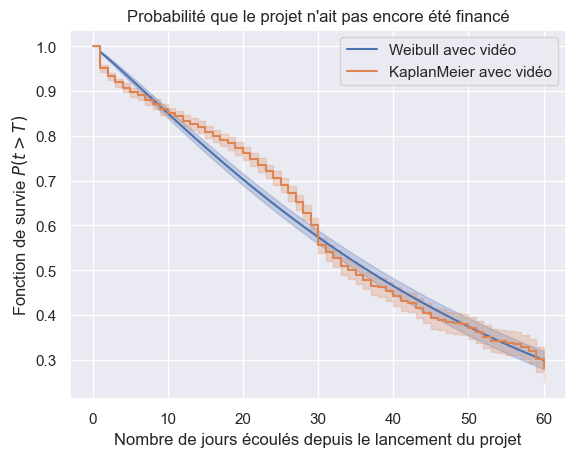 Probabilité que le projet n'ait pas encore été financé
Weibull avec vidéo
KaplanMeier avec vidéo
Fonction de survie P(t > T)
1.0
0.9
0.8
0.7
0.6
0.5
0.4
0.3
0 10 20 30 40 50 60
Nombre de jours écoulés depuis le lancement du projet